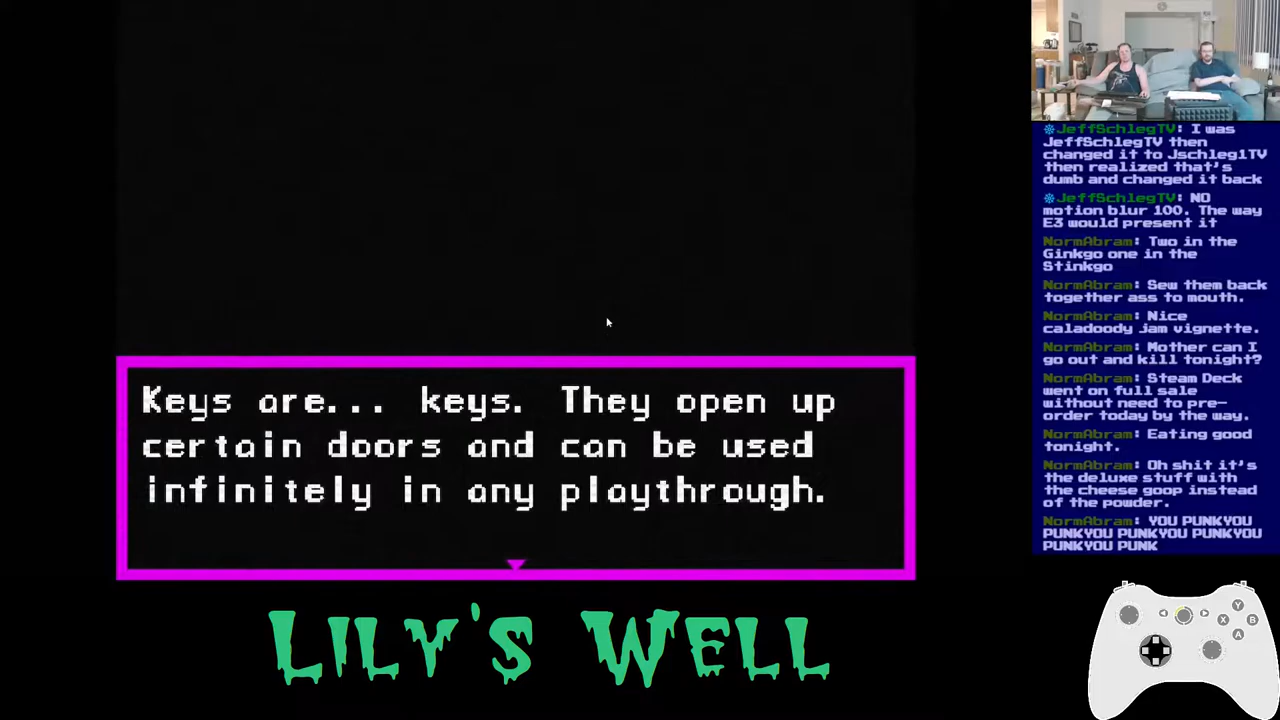 Keys are... keys. They open up
certain doors and can be used
infinitely in any playthrough.
LILY'S WELL
JeffSchlegTV: I was
JeffSchlegTV then
changed it to Jschleg1TV
then realized that's
dumb and changed it back
JeffSchlegTV: NO
motion blur 100. The way
E3 would present it
NormAbram: Two in the
Ginkgo one in the
Stinkgo
NormAbram: Sew them back
together ass to mouth.
NormAbram: Nice
caladoody jam vignette.
NormAbram: Mother can I
go out and kill tonight?
NormAbram: Steam Deck
went on full sale
without need to pre-
order today by the way.
NormAbram: Eating good
tonight.
NormAbram: Oh shit it's
the deluxe stuff with
the cheese goop instead
of the powder.
NormAbram: YOU PUNKYOU
PUNKYOU PUNKYOU PUNKYOU
PUNKYOU PUNK
Y
X
B
A